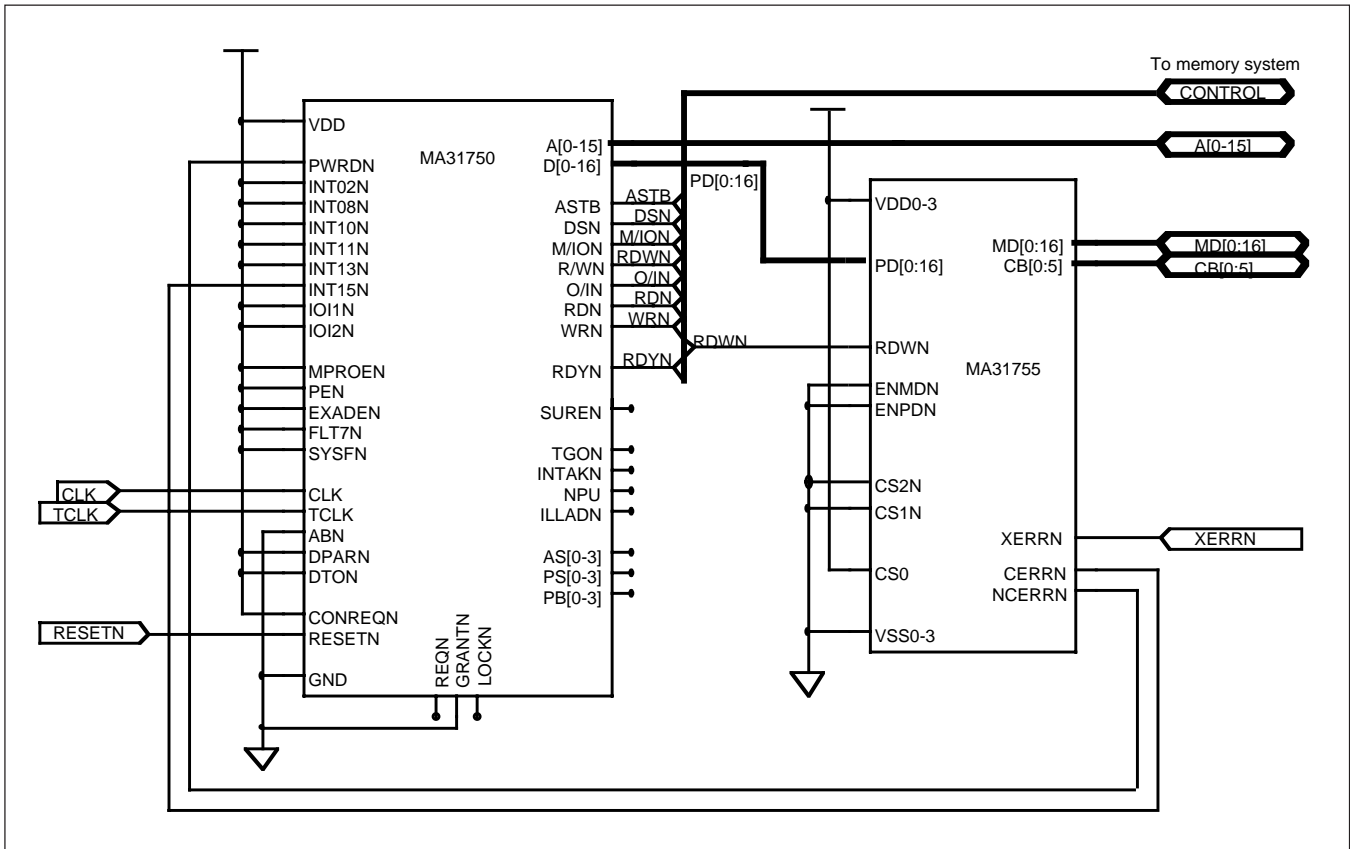 To memory system
CONTROL
A[0-15]
MD[0:16]
CB[0:5]
MA31750
VDD
PWRDN
INT02N
INT08N
INT10N
INT11N
INT13N
INT15N
IOI1N
IOI2N
MPROEN
PEN
EXADEN
FLT7N
SYSFN
CLK
TCLK
ABN
DPARN
DTON
CONREQN
RESETN
GND
CLK
TCLK
RESETN
REQN
GRANTN
LOCKN
A[0-15]
D[0-16]
ASTB
DSN
M/ION
R/WN
O/IN
RDN
WRN
RDYN
SUREN
TGON
INTAKN
NPU
ILLADN
AS[0-3]
PS[0-3]
PB[0-3]
PD[0:16]
ASTB
DSN
M/ION
RDWN
O/IN
RDN
WRN
RDYN
RDWN
MA31755
VDD0-3
PD[0:16]
RDWN
ENMDN
ENPDN
CS2N
CS1N
CS0
VSS0-3
MD[0:16]
CB[0:5]
XERRN
CERRN
NCERRN
XERRN